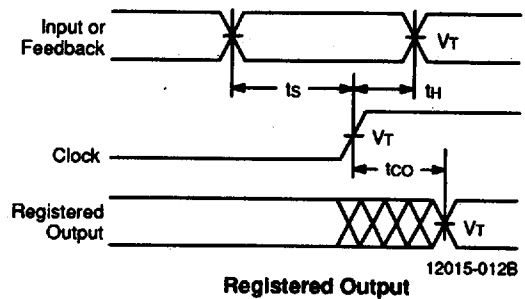 Input or
Feedback
VT
tS
tH
Clock
VT
tCO
Registered
Output
VT
12015-012B
Registered Output